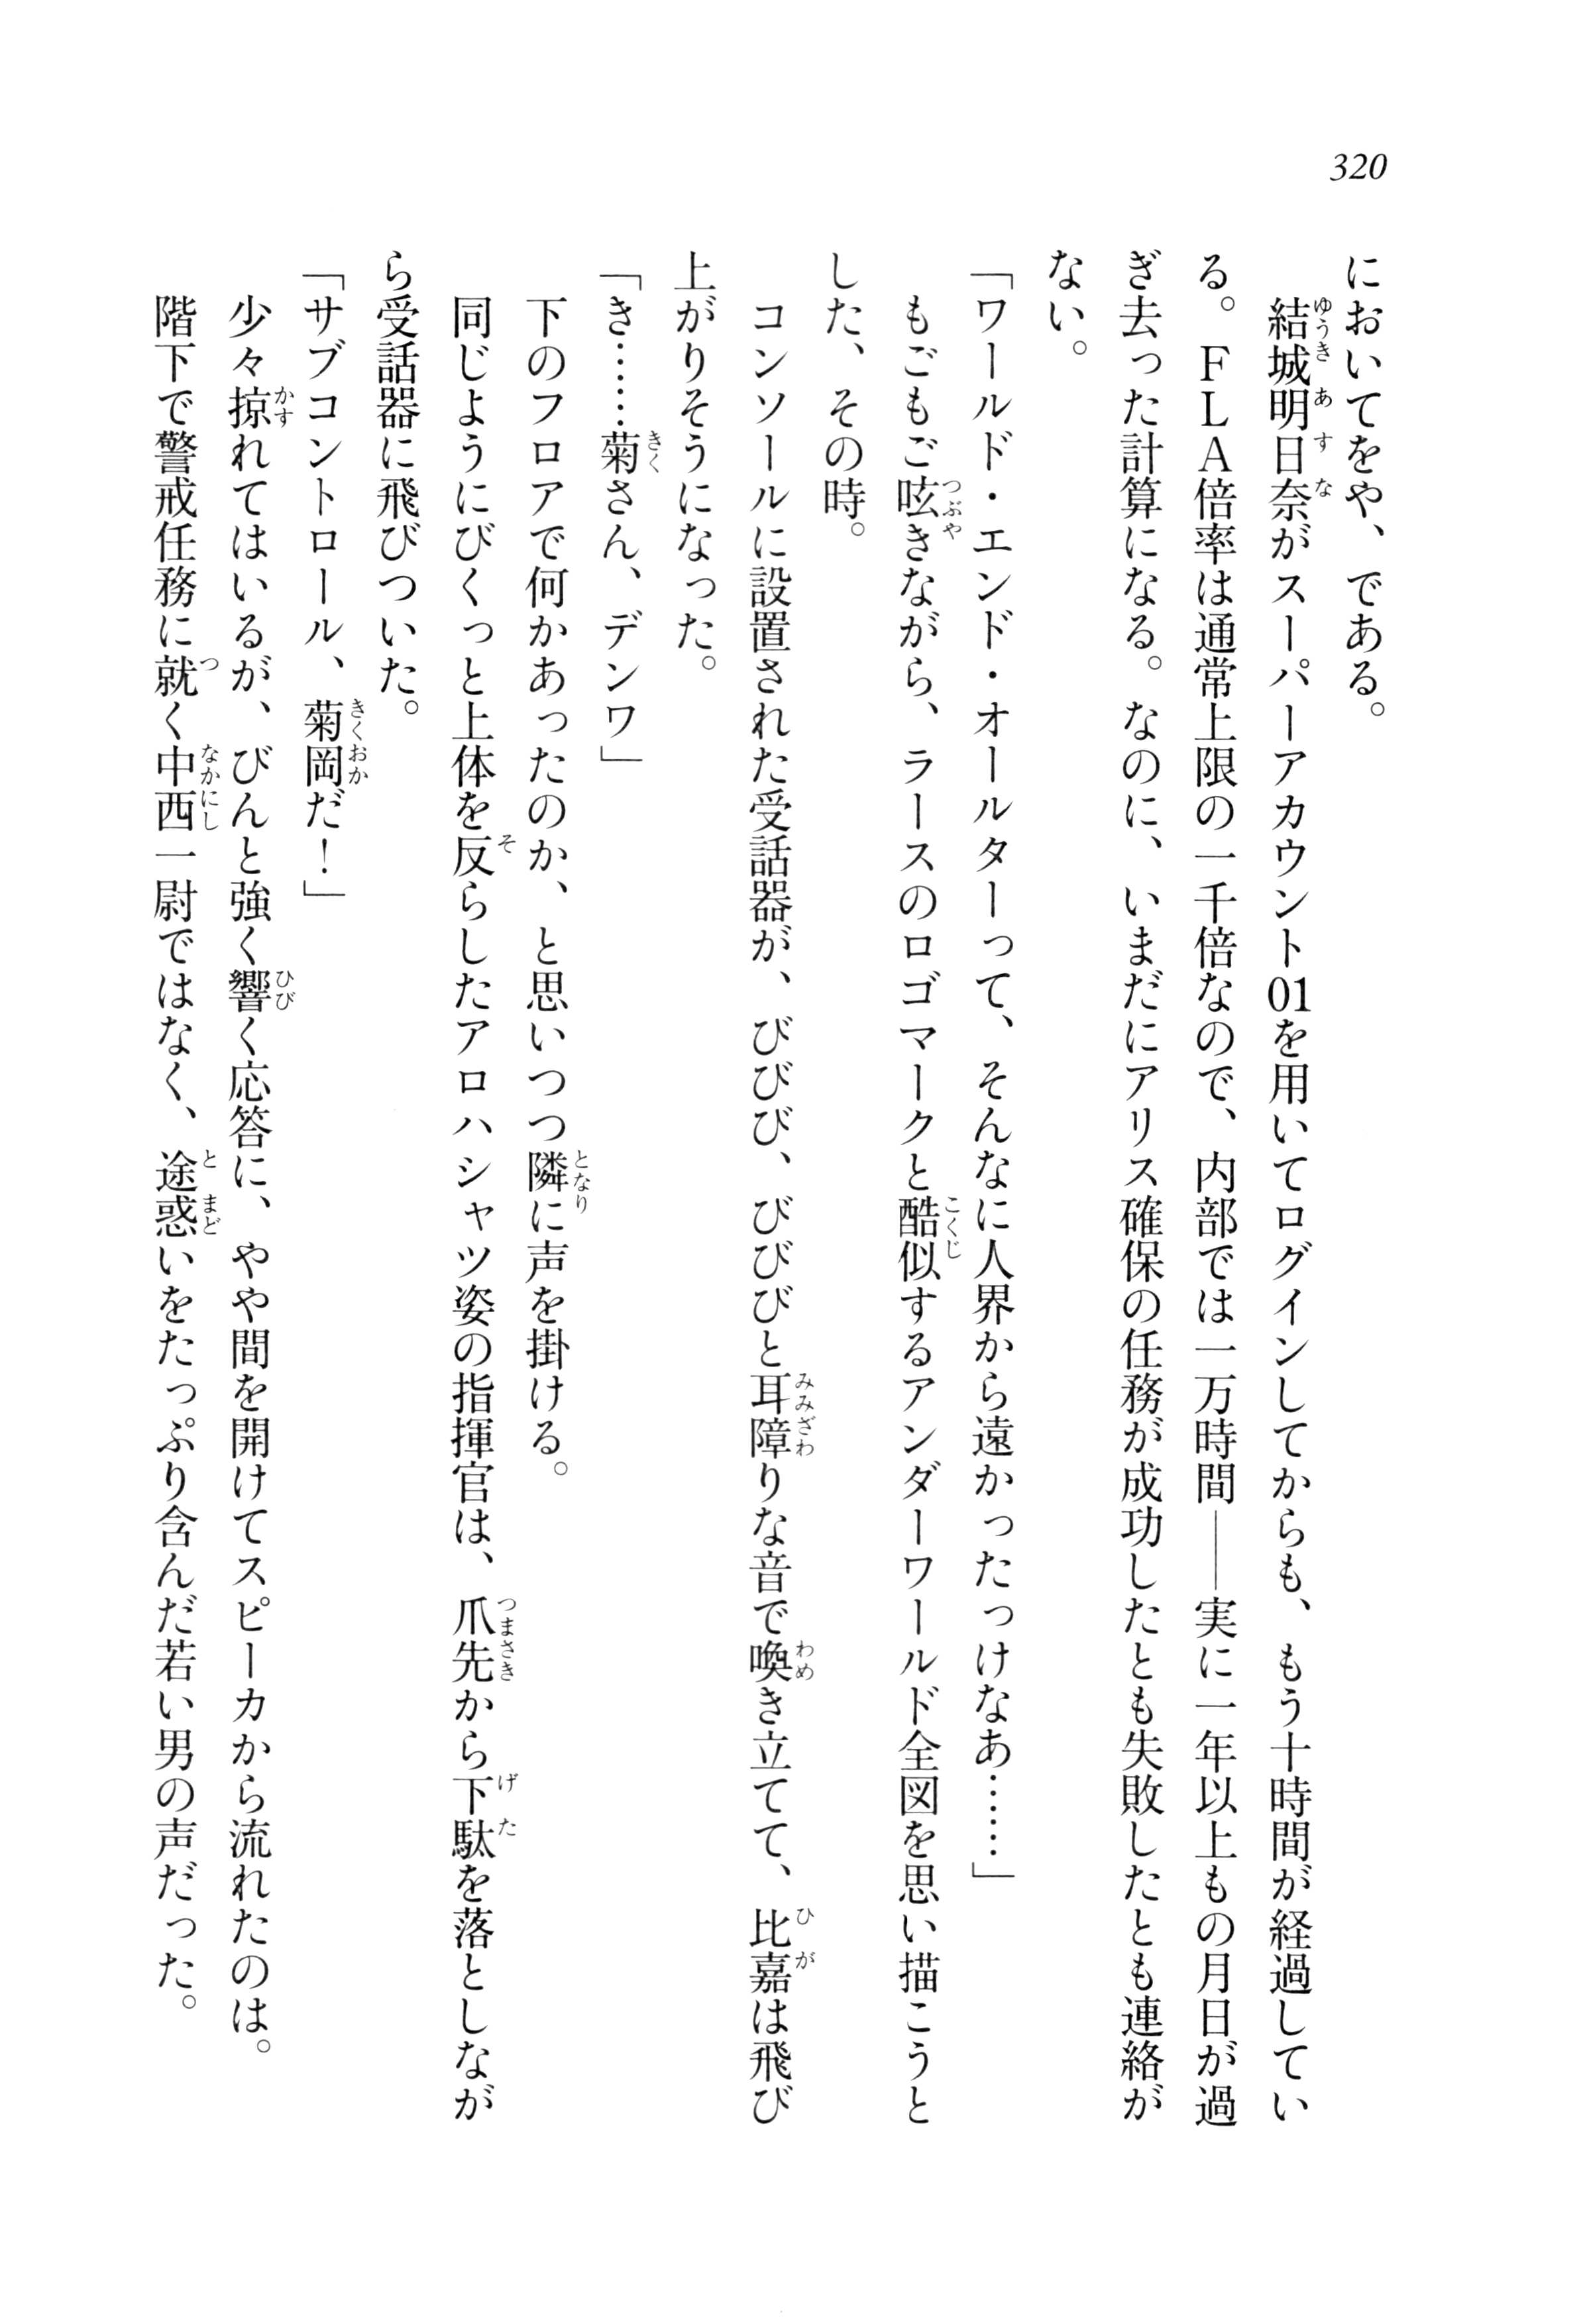 320
においてをや、である。
結城明日奈がスーパーアカウント01を用いてログインしてからも、もう十時間が経過してい
る。FLA倍率は通常上限の一千倍なので、内部では一万時間――実に一年以上もの月日が過
ぎ去った計算になる。なのに、いまだにアリス確保の任務が成功したとも失敗したとも連絡が
ない。
「ワールド・エンド・オールターって、そんなに人界から遠かったっけなあ……」
もごもご呟きながら、ラースのロゴマークと酷似するアンダーワールド全図を思い描こうと
した、その時。
コンソールに設置された受話器が、びびび、びびびと耳障りな音で喚き立てて、比嘉は飛び
上がりそうになった。
「き……菊さん、デンワ」
下のフロアで何かあったのか、と思いつつ隣に声を掛ける。
同じようにびくっと上体を反らしたアロハシャツ姿の指揮官は、爪先から下駄を落としなが
ら受話器に飛びついた。
「サブコントロール、菊岡だ！」
少々掠れてはいるが、びんと強く響く応答に、やや間を開けてスピーカから流れたのは。
階下で警戒任務に就く中西一尉ではなく、途惑いをたっぷり含んだ若い男の声だった。